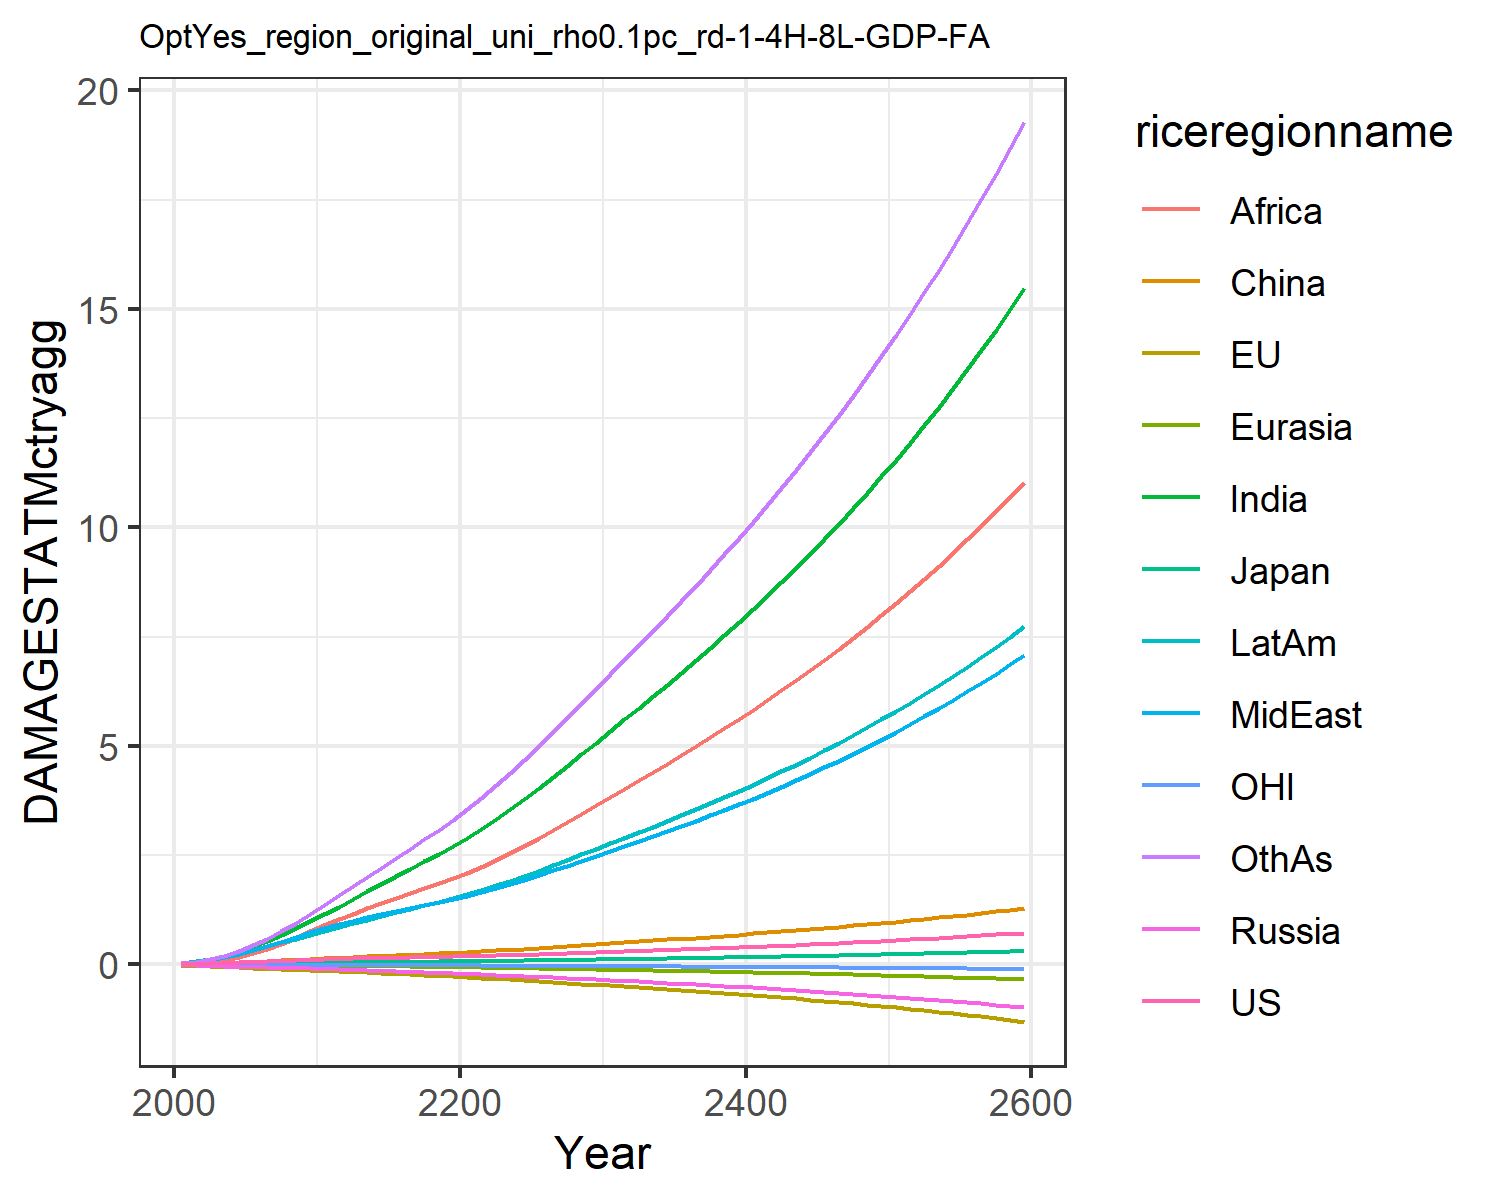 OptYes_region_original_uni_rho0.1pc_rd-1-4H-8L-GDP-FA
20
15
10
5
0
DAMAGESTATMctryagg
2000 2200 2400 2600
Year
riceregionname
Africa
China
EU
Eurasia
India
Japan
LatAm
MidEast
OHI
OthAs
Russia
US